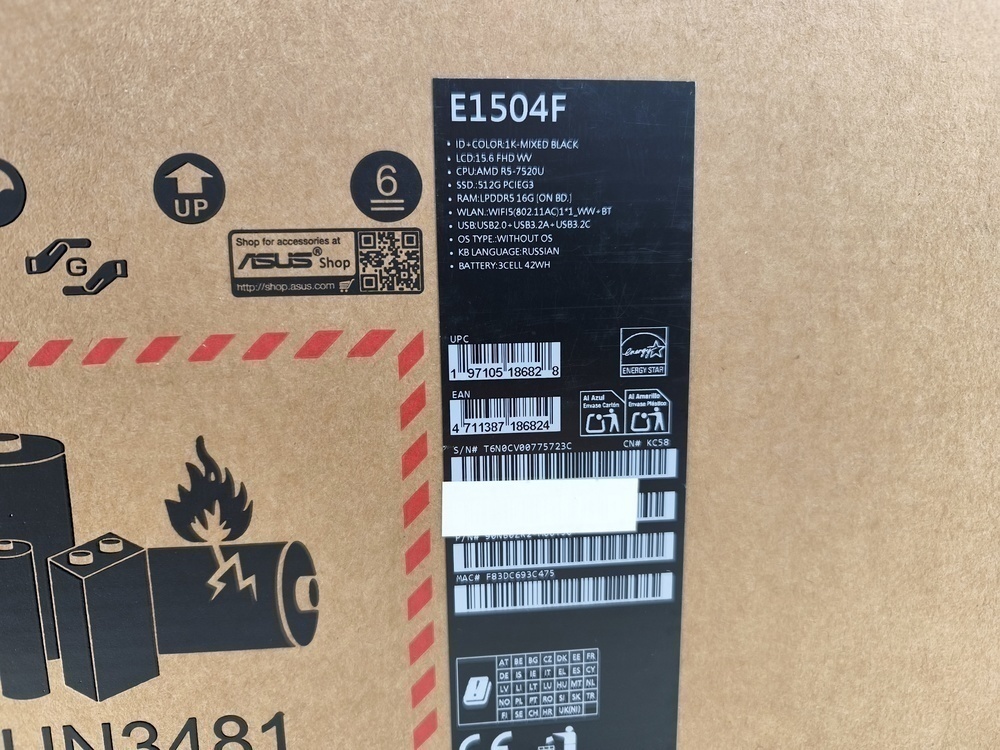 E1504F
• ID+COLOR:1K-MIXED BLACK
• LCD:15.6 FHD WV
• CPU:AMD R5-7520U
• SSD.:512G PCIEG3
• RAM:LPDDR5 16G (ON BD.)
• WLAN.:WIFI5(802.11AC)1*1_WW+BT
• USB:USB2.0+USB3.2A+USB3.2C
• OS TYPE.:WITHOUT OS
• KB LANGUAGE:RUSSIAN
• BATTERY:3CELL 42WH
UP
6
G
Shop for accessories at
ASUS® Shop
http://shop.asus.com
UPC
1 97105 18682 8
energy
ENERGY STAR
EAN
4 711387 186824
Al Azul
Envase Cartón
Al Amarillo
Envase Plástico
S/N# T6N0CV00775723C CN# KC58
P/N#
MAC# F83DC693C475
AT BE BG CZ DK EE FR
DE IS IE IT EL ES CY
LV LI LT LU HU MT NL
NO PL PT RO SI SK TR
FI SE CH HR UK(NI)
CE
UN3481